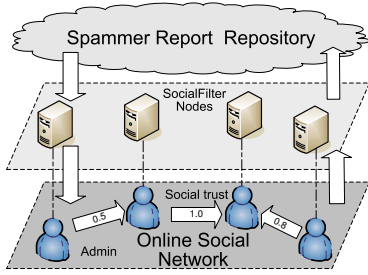 Spammer Report Repository
SocialFilter
Nodes
Social trust
0.5
1.0
0.8
Admin
Online Social
Network